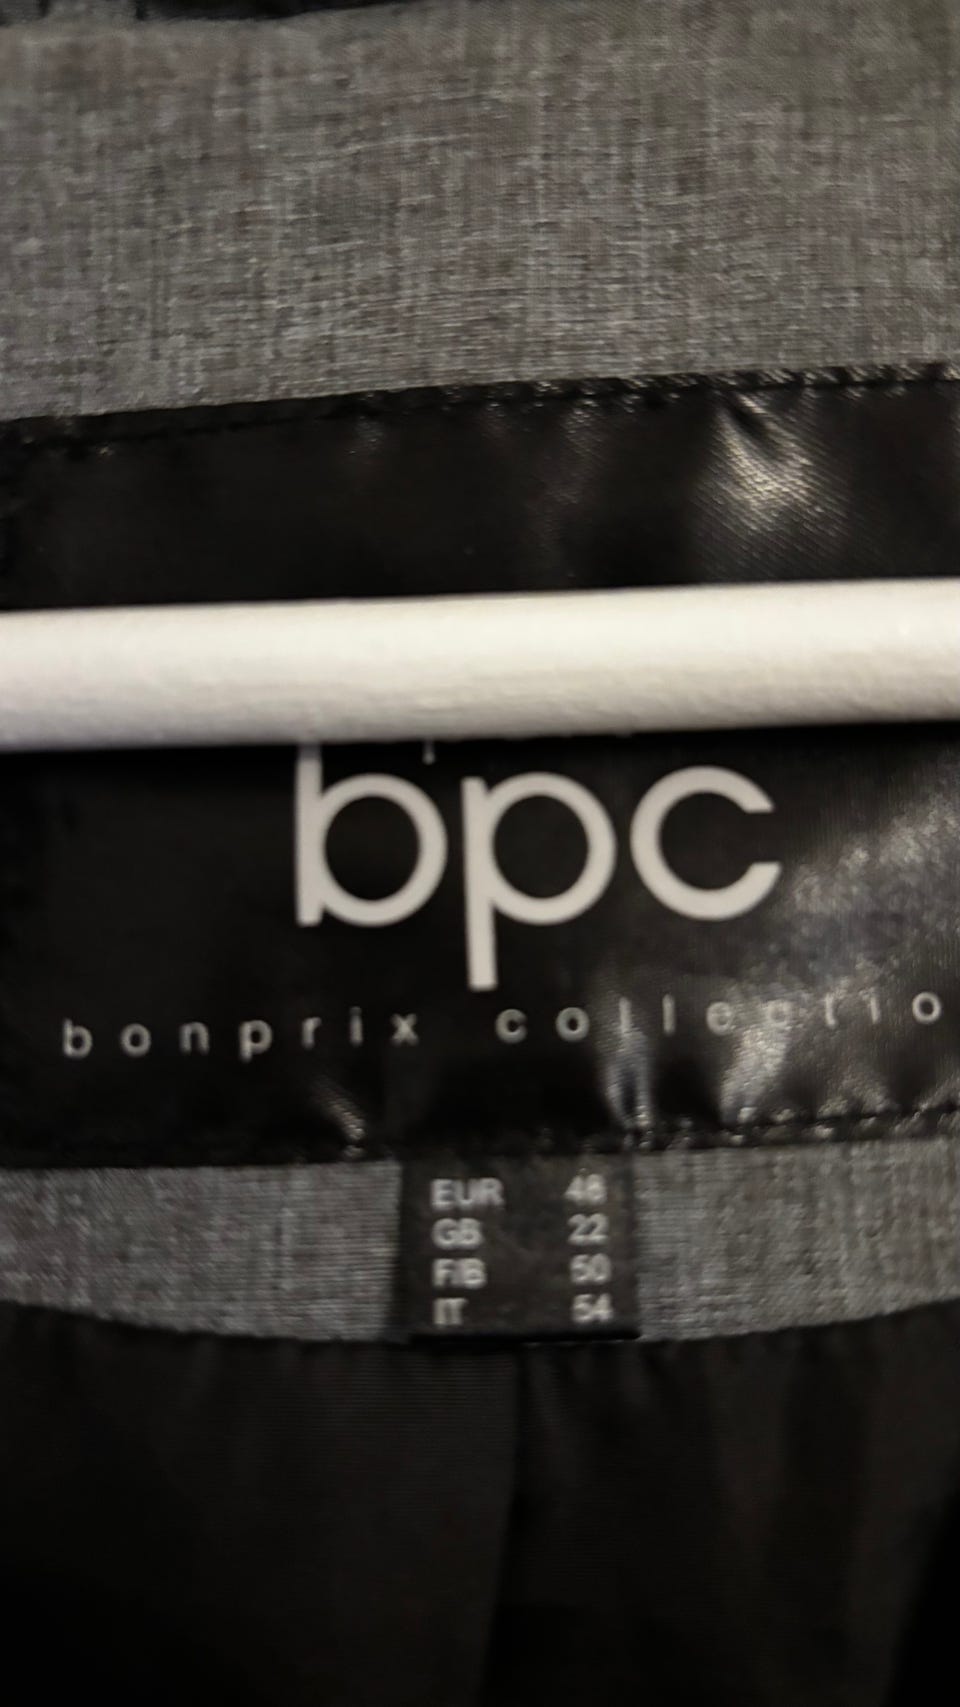 bpc
bonprix collectio
EUR 48
GB 22
F/B 50
IT 54